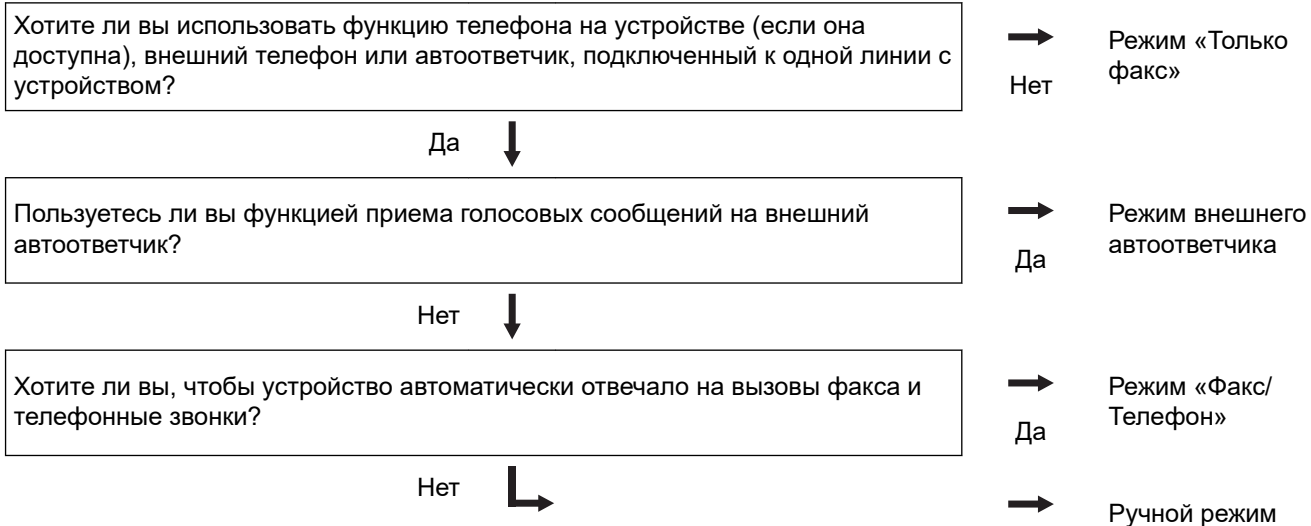 Хотите ли вы использовать функцию телефона на устройстве (если она
доступна), внешний телефон или автоответчик, подключенный к одной линии с
устройством?
Нет
Режим «Только
факс»
Да
Пользуетесь ли вы функцией приема голосовых сообщений на внешний
автоответчик?
Да
Режим внешнего
автоответчика
Нет
Хотите ли вы, чтобы устройство автоматически отвечало на вызовы факса и
телефонные звонки?
Да
Режим «Факс/
Телефон»
Нет
Ручной режим